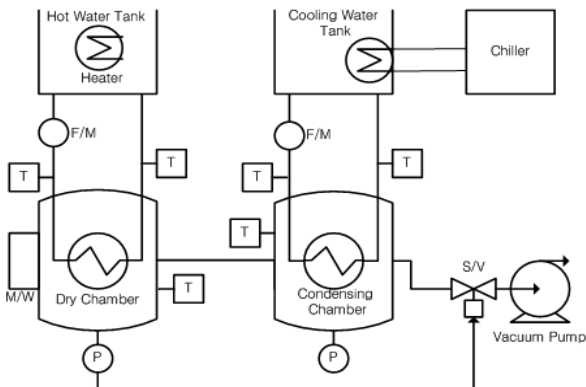 Hot Water Tank
Heater
Cooling Water
Tank
Chiller
F/M
F/M
T
T
T
T
T
S/V
M/W
Dry Chamber
T
Condensing
Chamber
Vacuum Pump
P
P